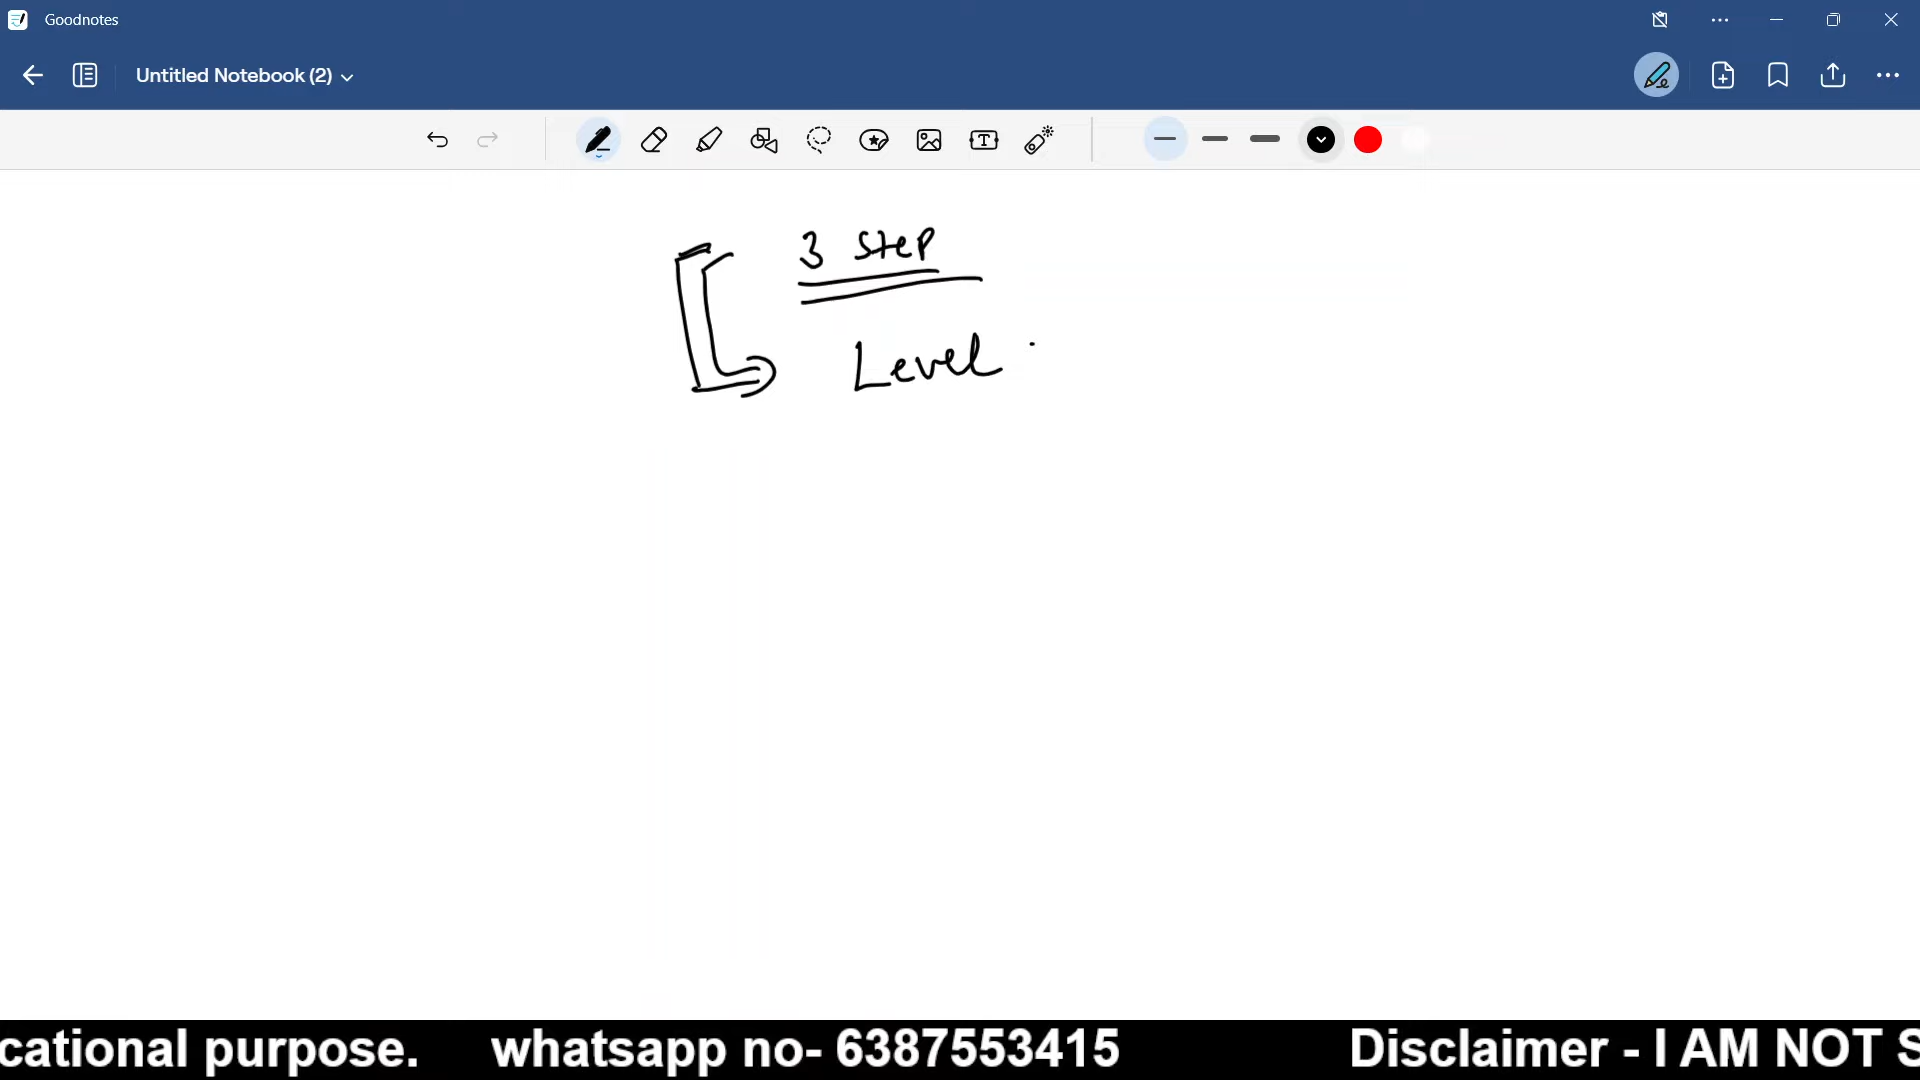 Goodnotes
Untitled Notebook (2)
T
3 step
Level
cational purpose. whatsapp no- 6387553415 Disclaimer - I AM NOT S